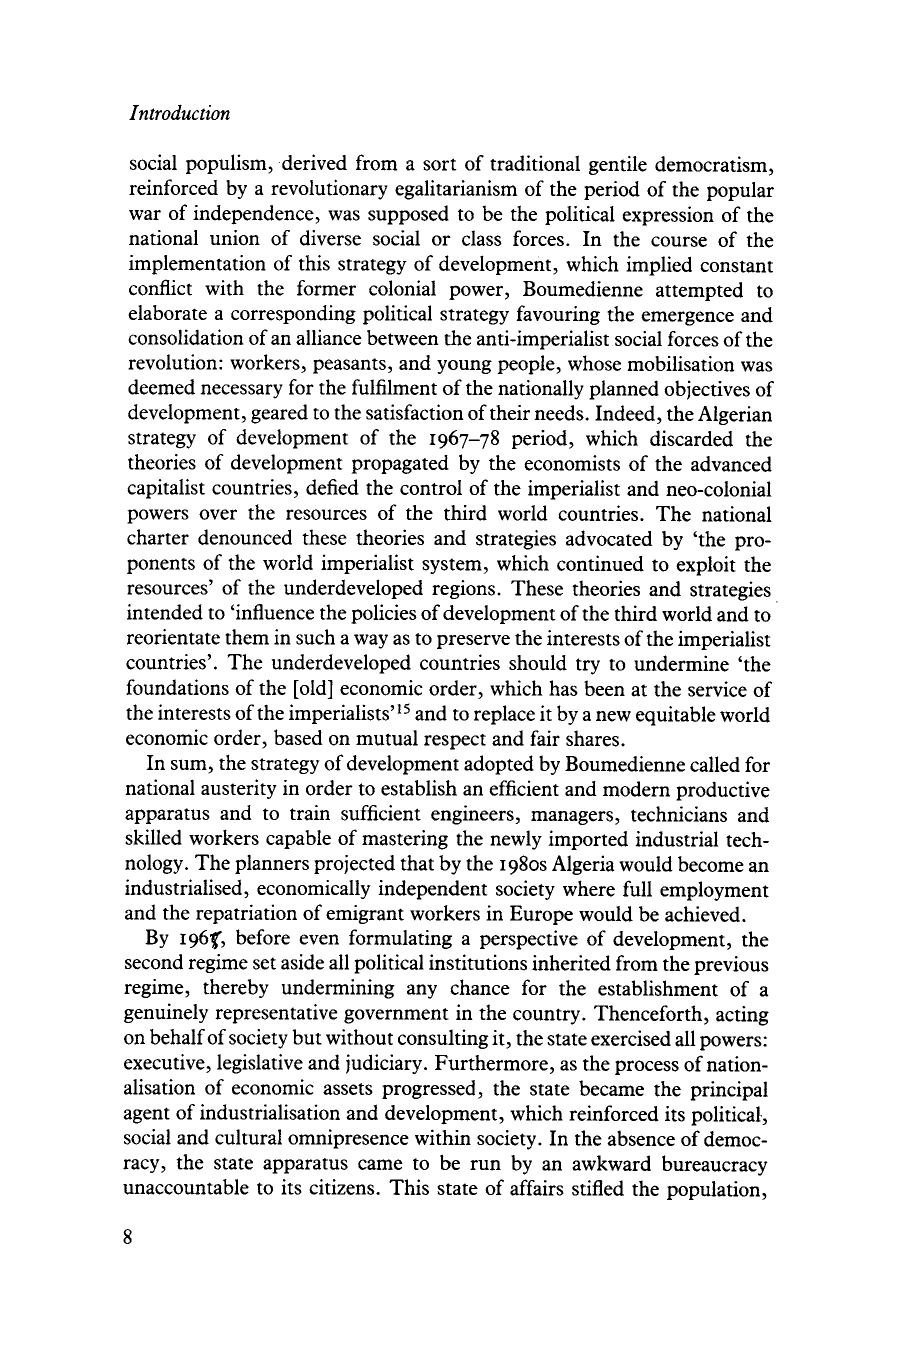 Introduction
social populism, derived from a sort of traditional gentile democratism,
reinforced by a revolutionary egalitarianism of the period of the popular
war of independence, was supposed to be the political expression of the
national union of diverse social or class forces. In the course of the
implementation of this strategy of development, which implied constant
conflict with the former colonial power, Boumedienne attempted to
elaborate a corresponding political strategy favouring the emergence and
consolidation of an alliance between the anti-imperialist social forces of the
revolution: workers, peasants, and young people, whose mobilisation was
deemed necessary for the fulfilment of the nationally planned objectives of
development, geared to the satisfaction of their needs. Indeed, the Algerian
strategy of development of the 1967–78 period, which discarded the
theories of development propagated by the economists of the advanced
capitalist countries, defied the control of the imperialist and neo-colonial
powers over the resources of the third world countries. The national
charter denounced these theories and strategies advocated by ‘the pro-
ponents of the world imperialist system, which continued to exploit the
resources’ of the underdeveloped regions. These theories and strategies
intended to ‘influence the policies of development of the third world and to
reorientate them in such a way as to preserve the interests of the imperialist
countries’. The underdeveloped countries should try to undermine ‘the
foundations of the [old] economic order, which has been at the service of
the interests of the imperialists’15 and to replace it by a new equitable world
economic order, based on mutual respect and fair shares.
In sum, the strategy of development adopted by Boumedienne called for
national austerity in order to establish an efficient and modern productive
apparatus and to train sufficient engineers, managers, technicians and
skilled workers capable of mastering the newly imported industrial tech-
nology. The planners projected that by the 1980s Algeria would become an
industrialised, economically independent society where full employment
and the repatriation of emigrant workers in Europe would be achieved.
By before even formulating a perspective of development, the
second regime set aside all political institutions inherited from the previous
regime, thereby undermining any chance for the establishment of a
genuinely representative government in the country. Thenceforth, acting
on behalf of society but without consulting it, the state exercised all powers:
executive, legislative and judiciary. Furthermore, as the process of nation-
alisation of economic assets progressed, the state became the principal
agent of industrialisation and development, which reinforced its political,
social and cultural omnipresence within society. In the absence of democ-
racy, the state apparatus came to be run by an awkward bureaucracy
unaccountable to its citizens. This state of affairs stifled the population,
8